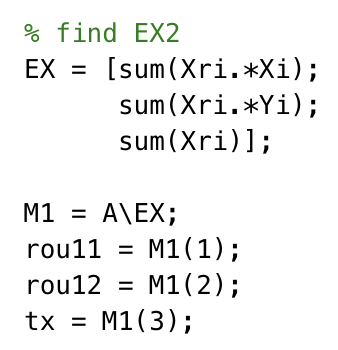 % find EX2
EX = [sum(Xri.*Xi);
sum(Xri.*Yi);
sum(Xri)];
M1 = A\EX;
rou11 = M1(1);
rou12 = M1(2);
tx = M1(3);